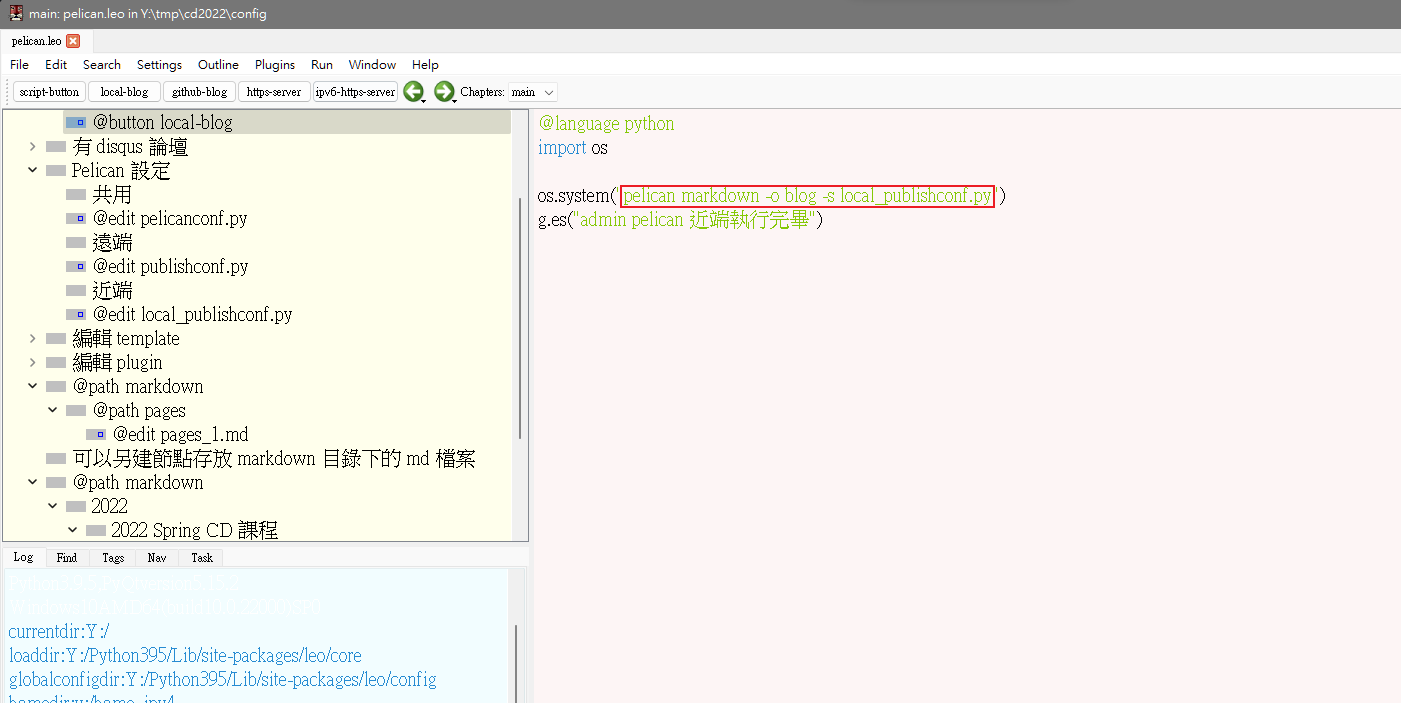 main: pelican.leo in Y:\tmp\cd2022\config
pelican.leo
File Edit Search Settings Outline Plugins Run Window Help
script-button local-blog github-blog https-server ipv6-https-server Chapters: main
@button local-blog
有 disqus 論壇
Pelican 設定
共用
@edit pelicanconf.py
遠端
@edit publishconf.py
近端
@edit local_publishconf.py
編輯 template
編輯 plugin
@path markdown
@path pages
@edit pages_1.md
可以另建節點存放 markdown 目錄下的 md 檔案
@path markdown
2022
2022 Spring CD 課程
@language python
import os
os.system('pelican markdown -o blog -s local_publishconf.py')
g.es("admin pelican 近端執行完畢")
Log Find Tags Nav Task
currentdir:Y:/
loaddir:Y:/Python395/Lib/site-packages/leo/core
globalconfigdir:Y:/Python395/Lib/site-packages/leo/config